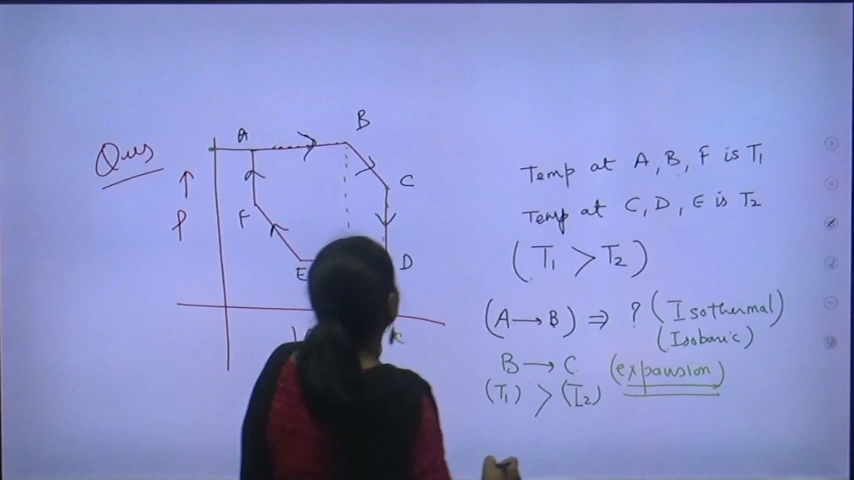 Ques
A
B
C
P
F
E
D
Temp at A, B, F is T1
Temp at C, D, E is T2
(T1 > T2)
(A → B) ⇒ ? (Isothermal)
(Isobaric)
B → C (expansion)
(T1) > (T2)